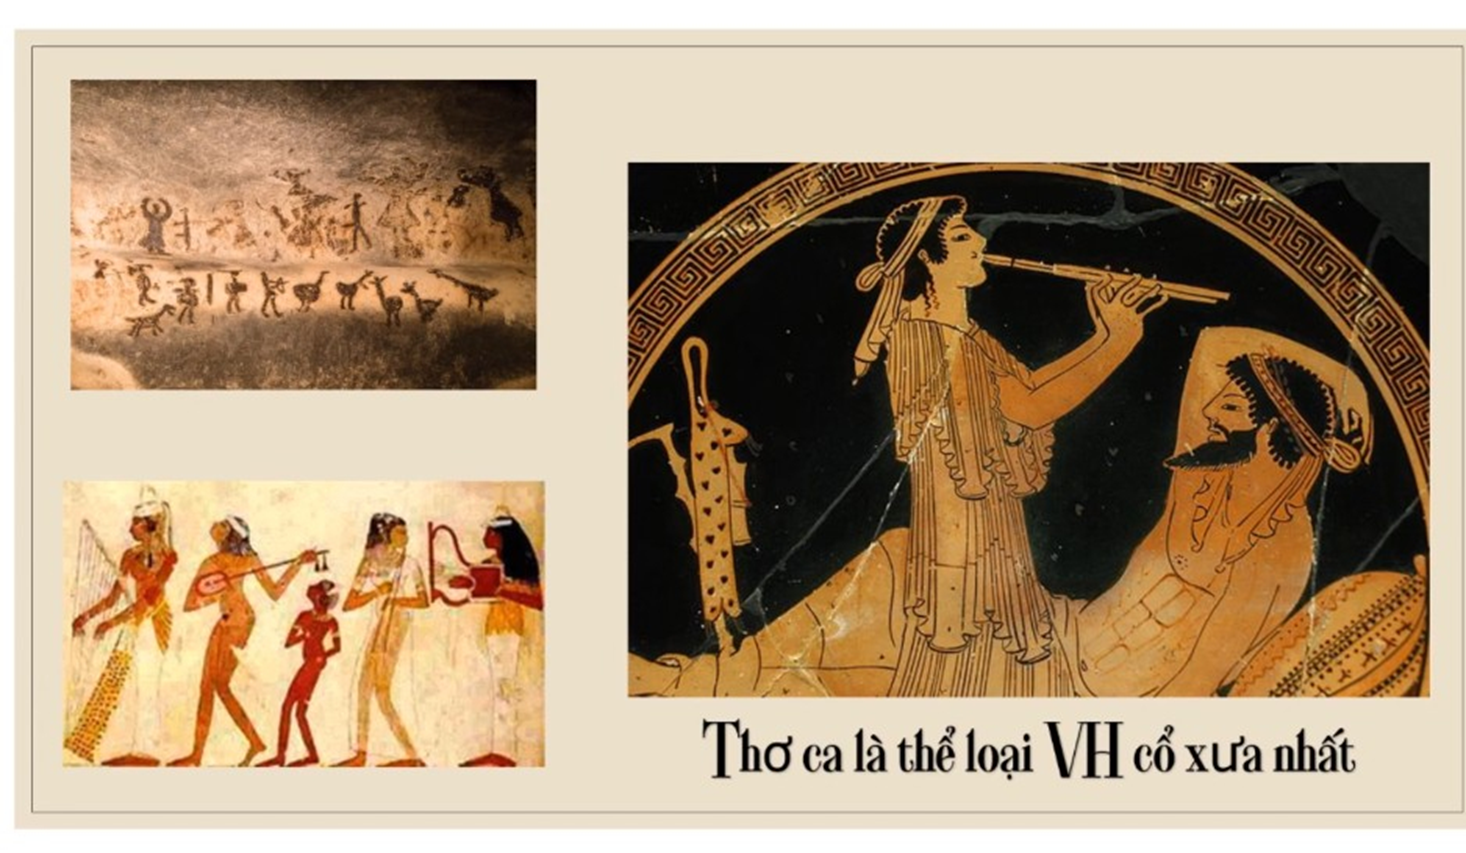 Thơ ca là thể loại VH cổ xưa nhất